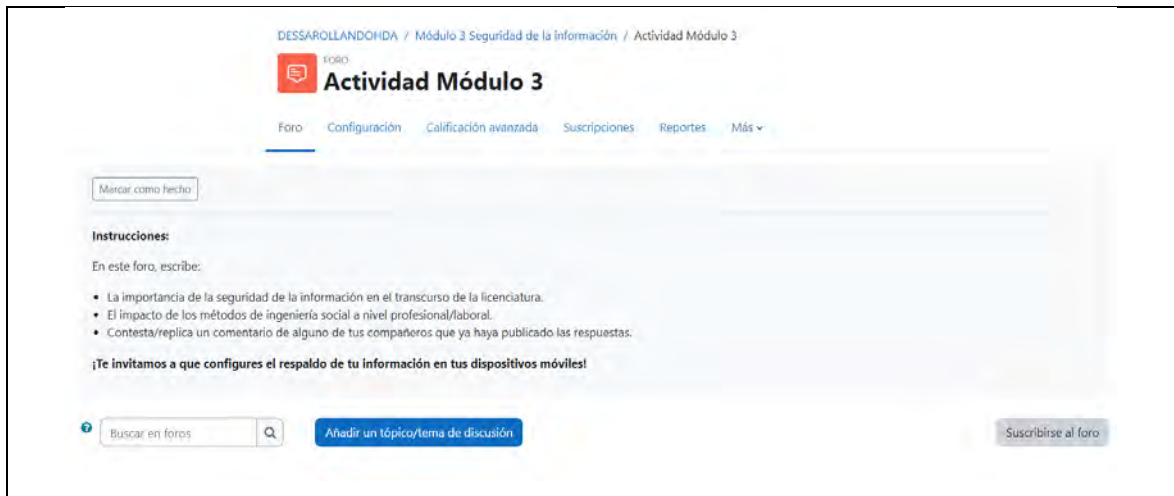 DESSAROLLANDOHDA / Módulo 3 Seguridad de la información / Actividad Módulo 3
FORO
Actividad Módulo 3
Foro Configuración Calificación avanzada Suscripciones Reportes Más
Marcar como hecho
Instrucciones:
En este foro, escribe:
• La importancia de la seguridad de la información en el transcurso de la licenciatura.
• El impacto de los métodos de ingeniería social a nivel profesional/laboral.
• Contesta/replica un comentario de alguno de tus compañeros que ya haya publicado las respuestas.
¡Te invitamos a que configures el respaldo de tu información en tus dispositivos móviles!
? Buscar en foros Añadir un tópico/tema de discusión Suscribirse al foro